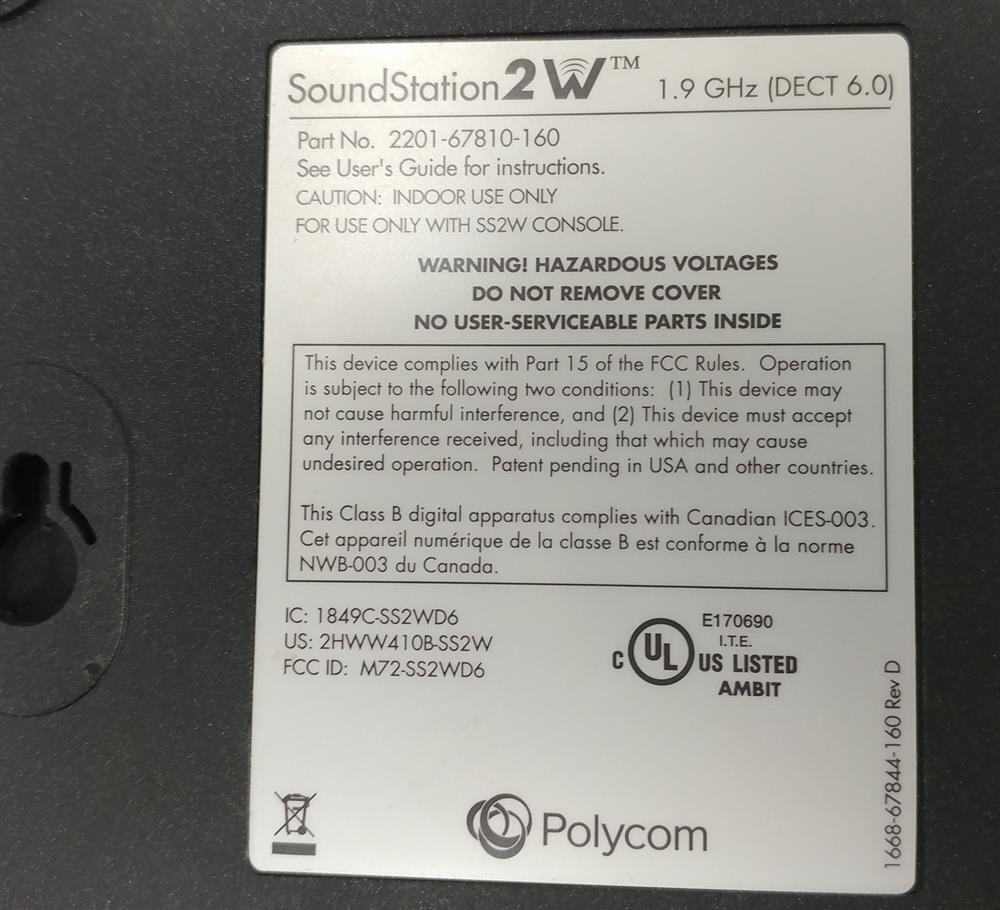 SoundStation2W™ 1.9 GHz (DECT 6.0)
Part No. 2201-67810-160
See User's Guide for instructions.
CAUTION: INDOOR USE ONLY
FOR USE ONLY WITH SS2W CONSOLE.
WARNING! HAZARDOUS VOLTAGES
DO NOT REMOVE COVER
NO USER-SERVICEABLE PARTS INSIDE
This device complies with Part 15 of the FCC Rules. Operation
is subject to the following two conditions: (1) This device may
not cause harmful interference, and (2) This device must accept
any interference received, including that which may cause
undesired operation. Patent pending in USA and other countries.
This Class B digital apparatus complies with Canadian ICES-003.
Cet appareil numérique de la classe B est conforme à la norme
NWB-003 du Canada.
IC: 1849C-SS2WD6
US: 2HWW410B-SS2W
FCC ID: M72-SS2WD6
E170690
I.T.E.
C UL US LISTED
AMBIT
Polycom
1668-67844-160 Rev D